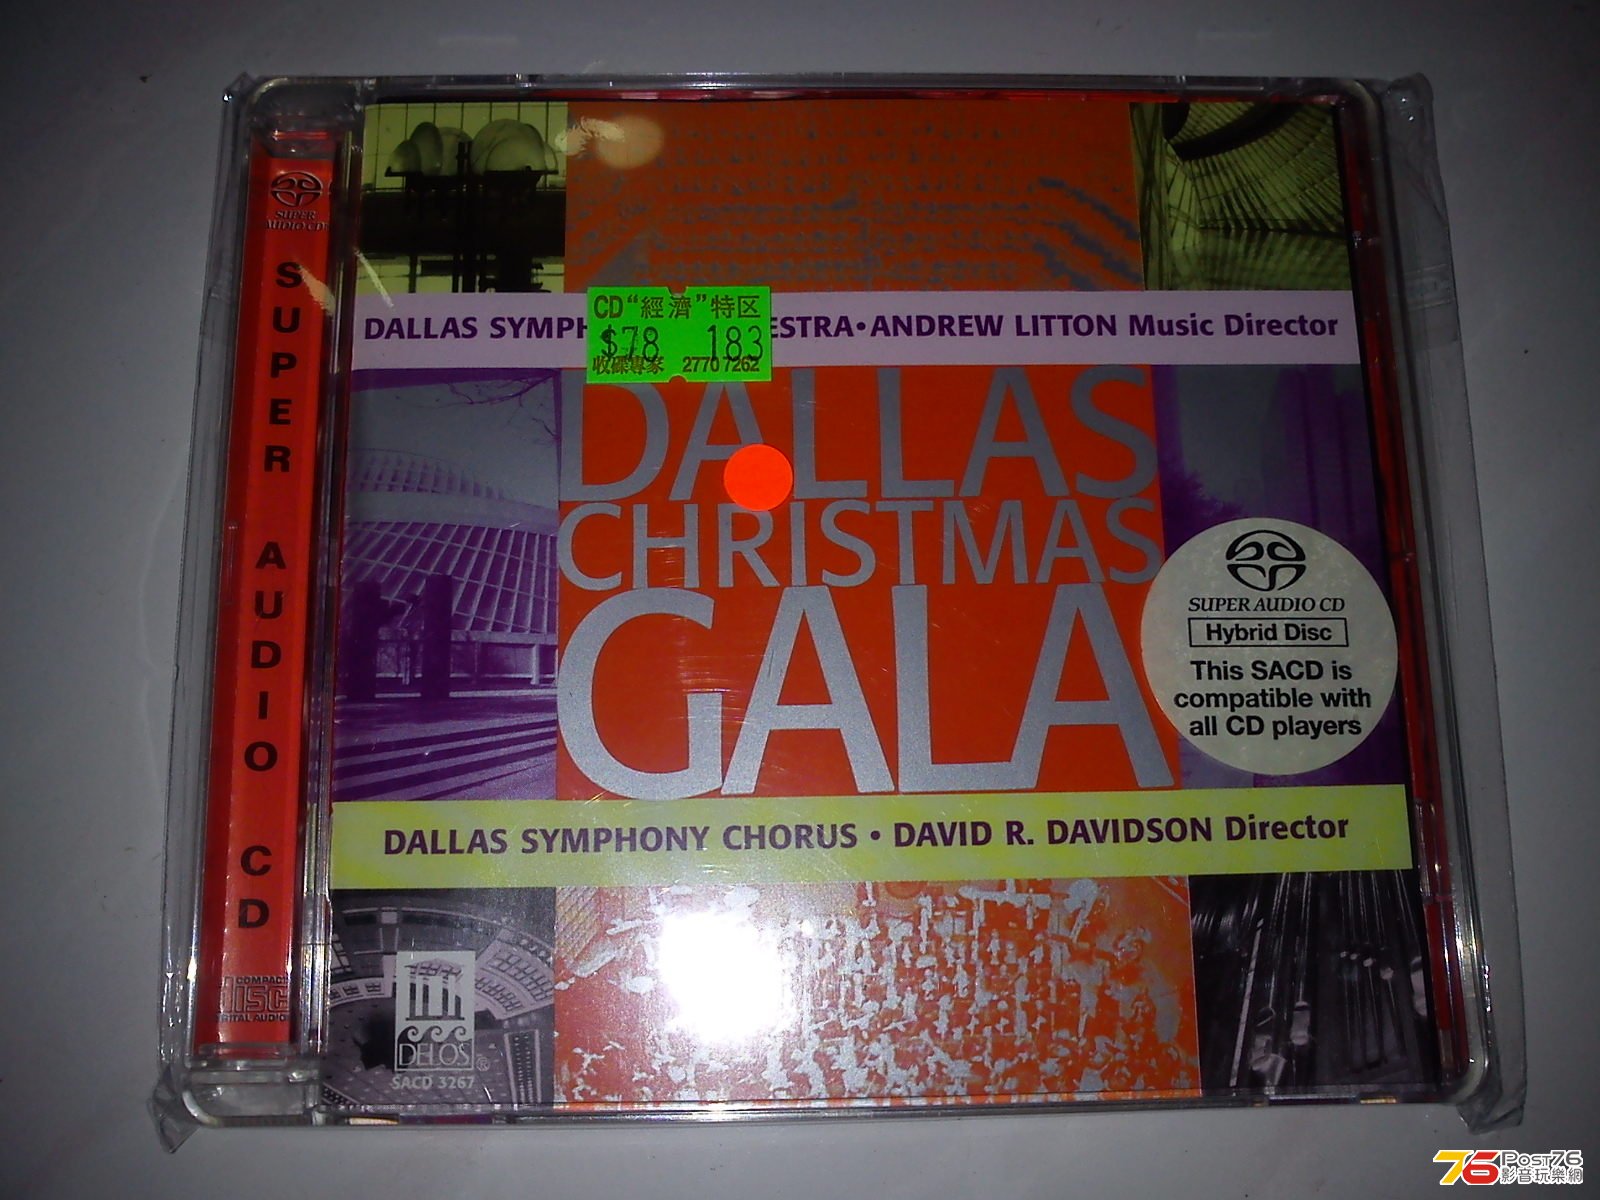 SUPER AUDIO CD
SUPER AUDIO CD
COMPACT
DISC
DIGITAL AUDIO
DALLAS SYMPH ESTRA • ANDREW LITTON Music Director
CD “經濟” 特区
$78 183
收碟專家 2770 7262
DALLAS
CHRISTMAS
GALA
SUPER AUDIO CD
Hybrid Disc
This SACD is
compatible with
all CD players
DALLAS SYMPHONY CHORUS • DAVID R. DAVIDSON Director
DELOS®
SACD 3267
76 Post76
影音玩樂網